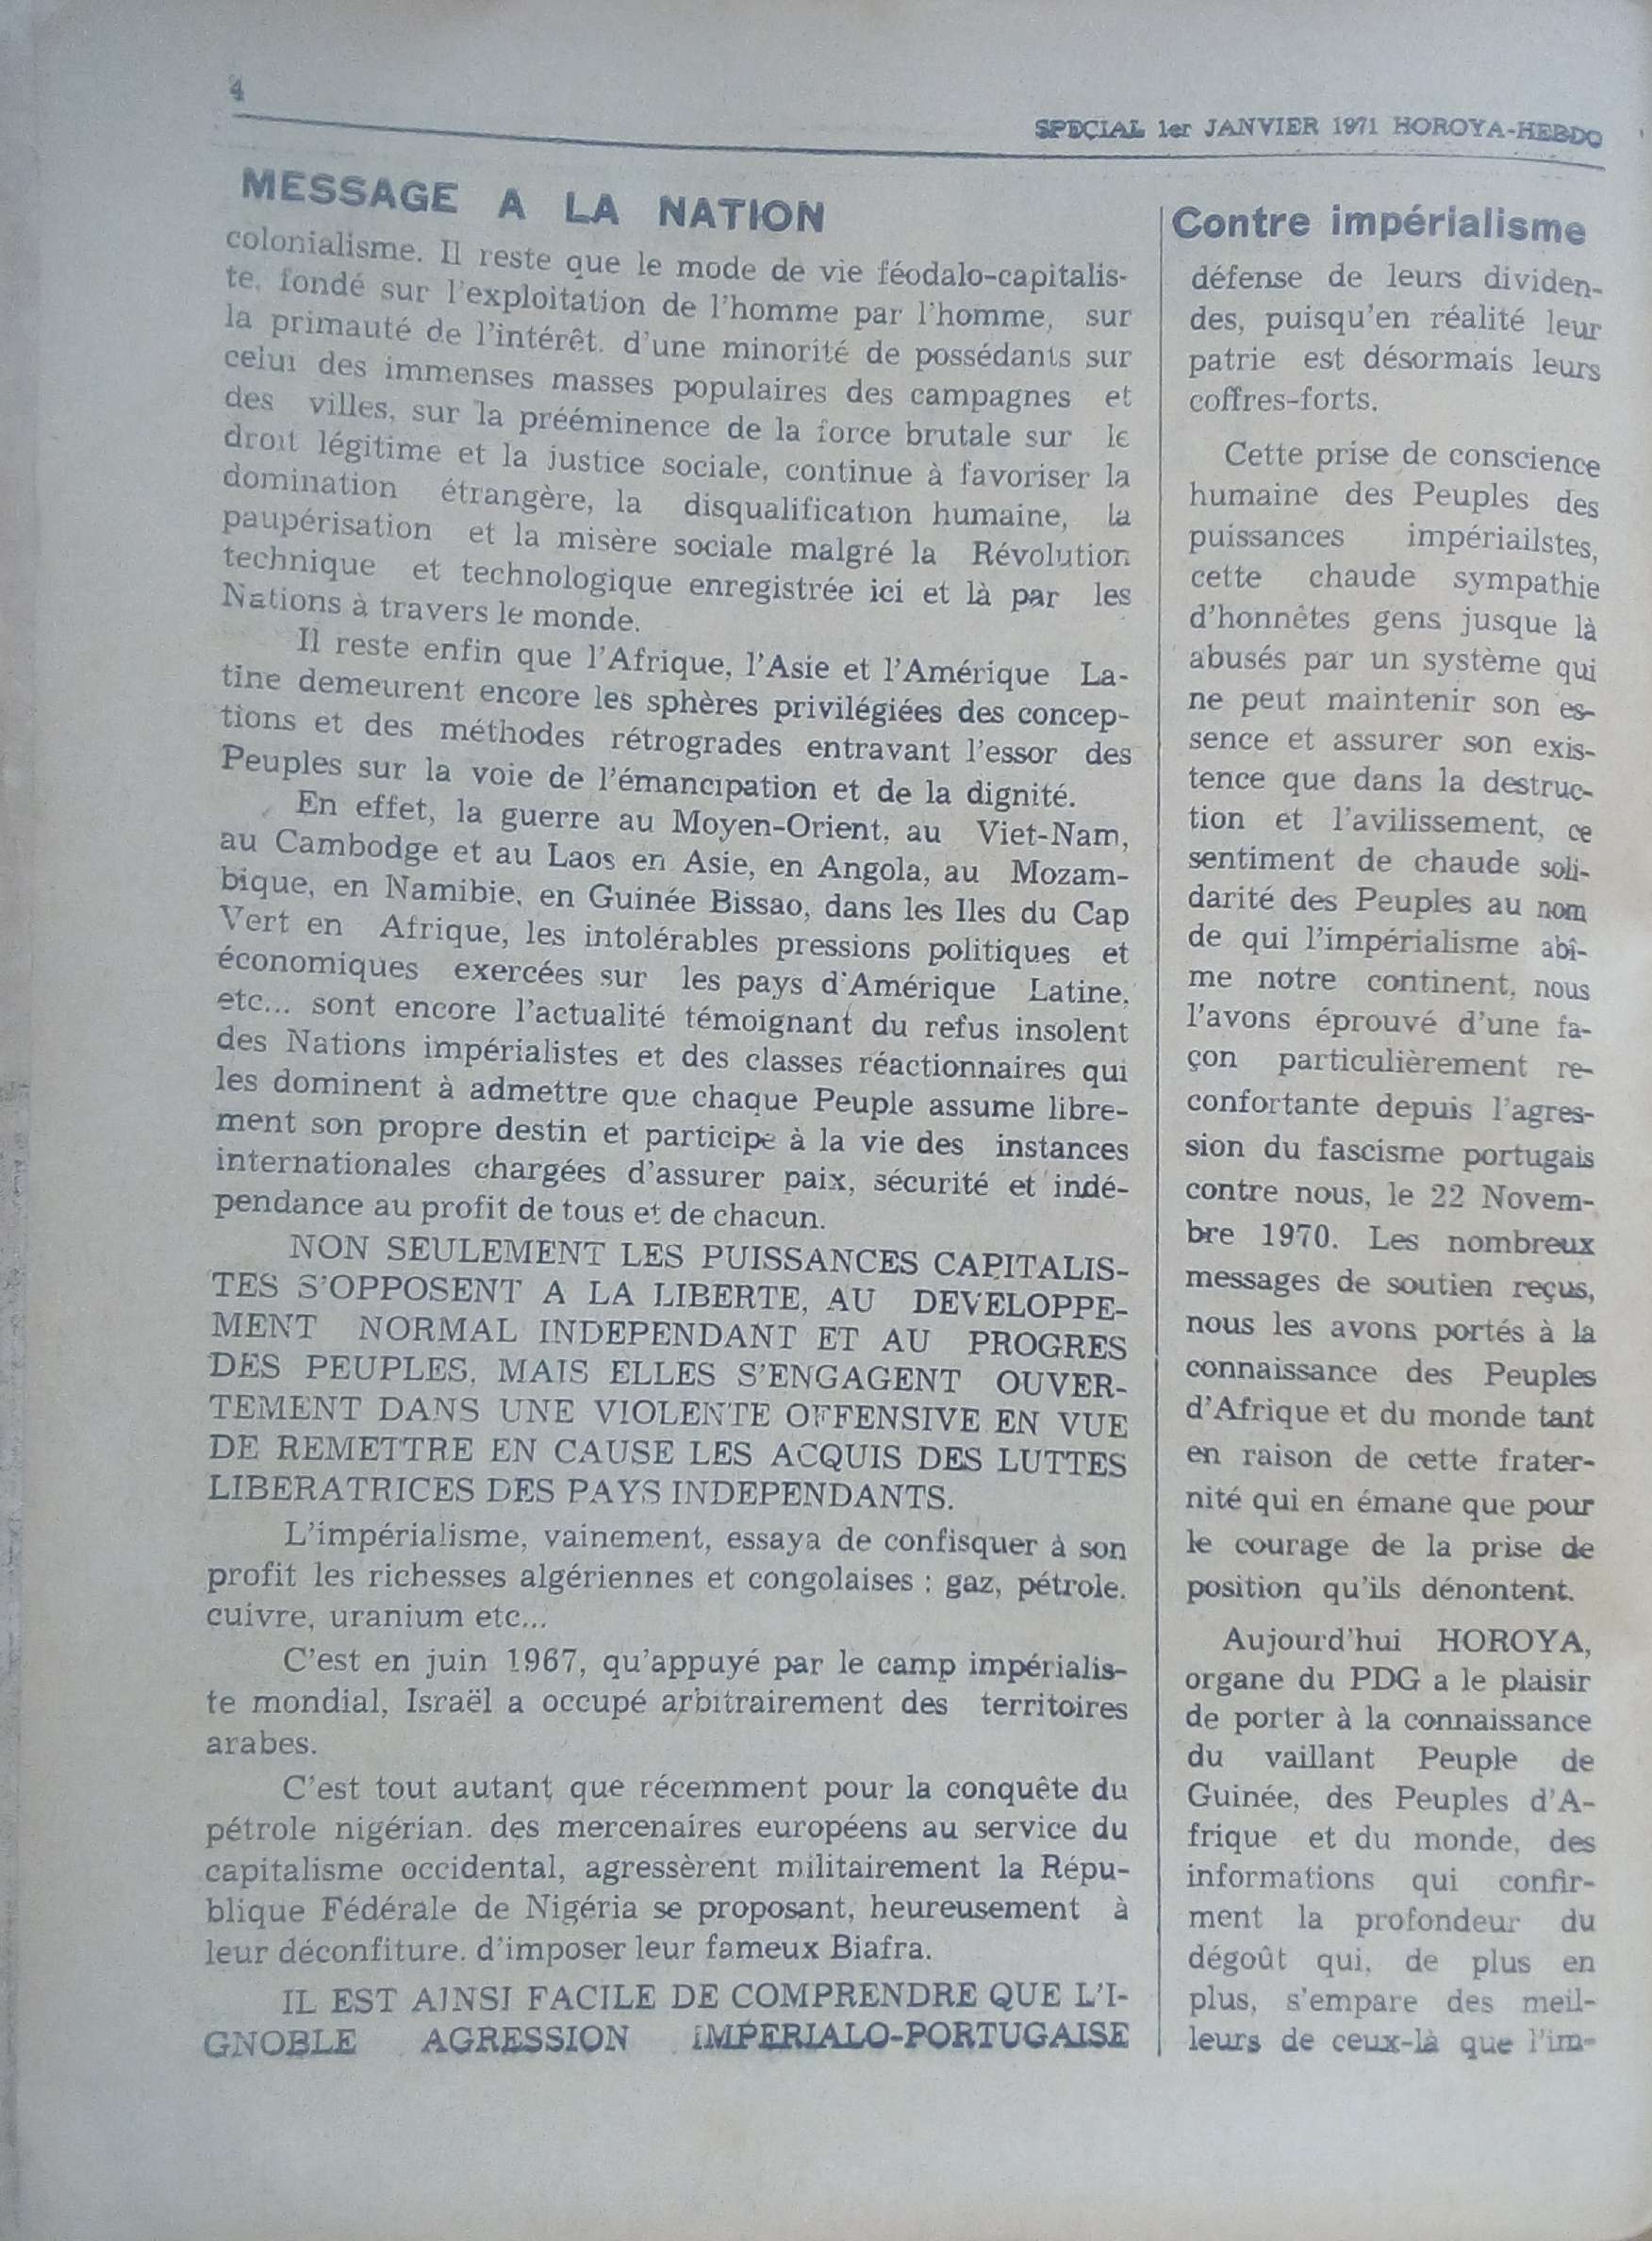 4
SPECIAL 1er JANVIER 1971 HOROYA-HEBDO
MESSAGE A LA NATION
colonialisme. Il reste que le mode de vie féodalo-capitalis-
te, fondé sur l'exploitation de l'homme par l'homme, sur
la primauté de l'intérêt. d'une minorité de possédants sur
celui des immenses masses populaires des campagnes et
des villes, sur la prééminence de la force brutale sur le
droit légitime et la justice sociale, continue à favoriser la
domination étrangère, la disqualification humaine, la
paupérisation et la misère sociale malgré la Révolution
technique et technologique enregistrée ici et là par les
Nations à travers le monde.
Il reste enfin que l'Afrique, l'Asie et l'Amérique La-
tine demeurent encore les sphères privilégiées des concep-
tions et des méthodes rétrogrades entravant l'essor des
Peuples sur la voie de l'émancipation et de la dignité.
En effet, la guerre au Moyen-Orient, au Viet-Nam,
au Cambodge et au Laos en Asie, en Angola, au Mozam-
bique, en Namibie, en Guinée Bissao, dans les Iles du Cap
Vert en Afrique, les intolérables pressions politiques et
économiques exercées sur les pays d'Amérique Latine,
etc... sont encore l'actualité témoignant du refus insolent
des Nations impérialistes et des classes réactionnaires qui
les dominent à admettre que chaque Peuple assume libre-
ment son propre destin et participe à la vie des instances
internationales chargées d'assurer paix, sécurité et indé-
pendance au profit de tous et de chacun.
NON SEULEMENT LES PUISSANCES CAPITALIS-
TES S'OPPOSENT A LA LIBERTE, AU DEVELOPPE-
MENT NORMAL INDEPENDANT ET AU PROGRES
DES PEUPLES, MAIS ELLES S'ENGAGENT OUVER-
TEMENT DANS UNE VIOLENTE OFFENSIVE EN VUE
DE REMETTRE EN CAUSE LES ACQUIS DES LUTTES
LIBERATRICES DES PAYS INDEPENDANTS.
L'impérialisme, vainement, essaya de confisquer à son
profit les richesses algériennes et congolaises : gaz, pétrole,
cuivre, uranium etc...
C'est en juin 1967, qu'appuyé par le camp impérialis-
te mondial, Israël a occupé arbitrairement des territoires
arabes.
C'est tout autant que récemment pour la conquête du
pétrole nigérian. des mercenaires européens au service du
capitalisme occidental, agressèrent militairement la Répu-
blique Fédérale de Nigéria se proposant, heureusement à
leur déconfiture. d'imposer leur fameux Biafra.
IL EST AINSI FACILE DE COMPRENDRE QUE L'I-
GNOBLE AGRESSION IMPERIALO-PORTUGAISE
Contre impérialisme
défense de leurs dividen-
des, puisqu'en réalité leur
patrie est désormais leurs
coffres-forts.
Cette prise de conscience
humaine des Peuples des
puissances impériailstes,
cette chaude sympathie
d'honnêtes gens jusque là
abusés par un système qui
ne peut maintenir son es-
sence et assurer son exis-
tence que dans la destruc-
tion et l'avilissement, ce
sentiment de chaude soli-
darité des Peuples au nom
de qui l'impérialisme abî-
me notre continent, nous
l'avons éprouvé d'une fa-
çon particulièrement re-
confortante depuis l'agres-
sion du fascisme portugais
contre nous, le 22 Novem-
bre 1970. Les nombreux
messages de soutien reçus,
nous les avons portés à la
connaissance des Peuples
d'Afrique et du monde tant
en raison de cette frater-
nité qui en émane que pour
le courage de la prise de
position qu'ils dénontent.
Aujourd'hui HOROYA,
organe du PDG a le plaisir
de porter à la connaissance
du vaillant Peuple de
Guinée, des Peuples d'A-
frique et du monde, des
informations qui confir-
ment la profondeur du
dégoût qui, de plus en
plus, s'empare des meil-
leurs de ceux-là que l'im-